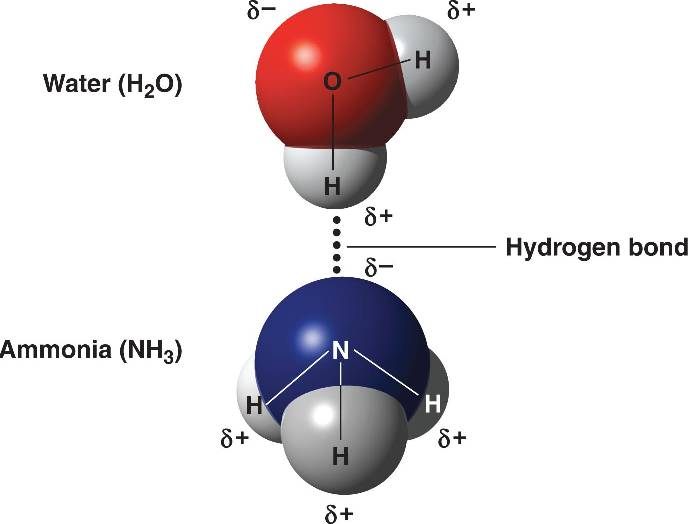 δ− δ+
Water (H₂O)
H
O
H
δ+
Hydrogen bond
δ−
Ammonia (NH₃)
N
H H
δ+ H δ+
δ+